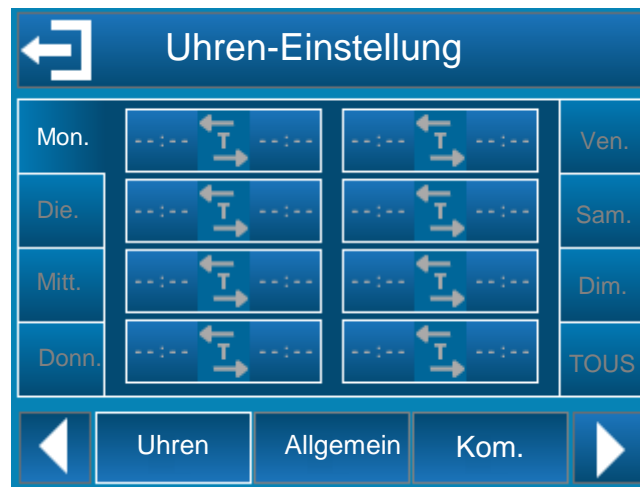 Uhren-Einstellung
Mon. --:-- T --:-- --:-- T --:-- Ven.
Die. --:-- T --:-- --:-- T --:-- Sam.
Mitt. --:-- T --:-- --:-- T --:-- Dim.
Donn. --:-- T --:-- --:-- T --:-- TOUS
Uhren Allgemein Kom.